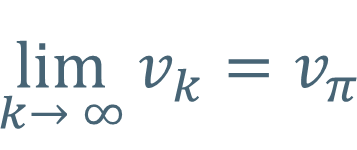 lim v_k = v_π
k → ∞